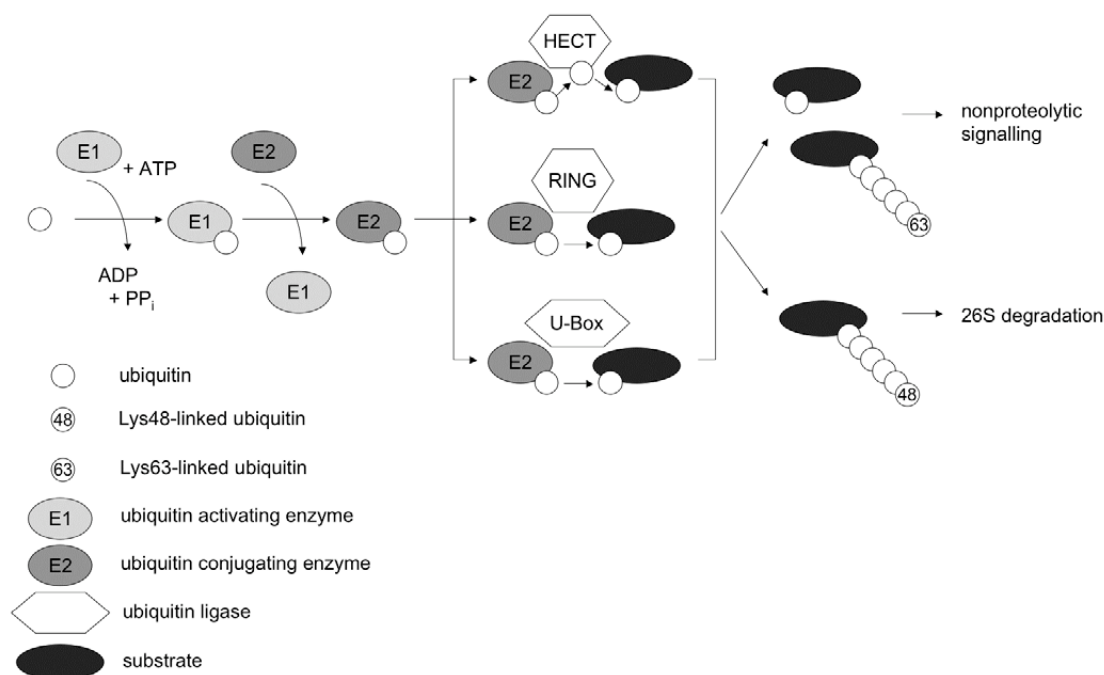 HECT
E2
E1
+ ATP
E2
nonproteolytic
signalling
RING
E1
E2
E2
63
ADP
+ PPi
E1
U-Box
26S degradation
E2
48
ubiquitin
48 Lys48-linked ubiquitin
63 Lys63-linked ubiquitin
E1 ubiquitin activating enzyme
E2 ubiquitin conjugating enzyme
ubiquitin ligase
substrate